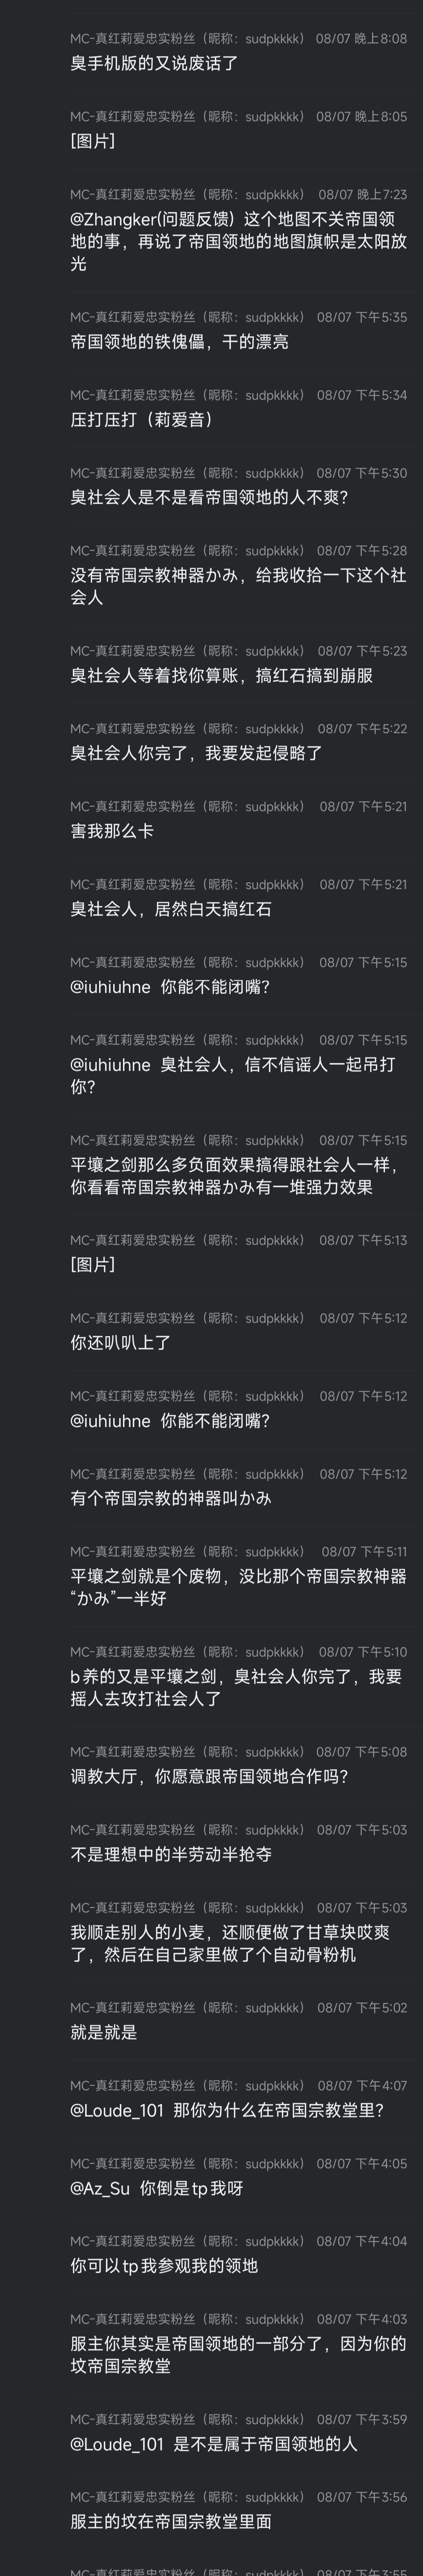 MC-真红莉爱忠实粉丝（昵称：sudpkkkk） 08/07 晚上8:08
臭手机版的又说废话了
MC-真红莉爱忠实粉丝（昵称：sudpkkkk） 08/07 晚上8:05
[图片]
MC-真红莉爱忠实粉丝（昵称：sudpkkkk） 08/07 晚上7:23
@Zhangker(问题反馈) 这个地图不关帝国领
地的事，再说了帝国领地的地图旗帜是太阳放
光
MC-真红莉爱忠实粉丝（昵称：sudpkkkk） 08/07 下午5:35
帝国领地的铁傀儡，干的漂亮
MC-真红莉爱忠实粉丝（昵称：sudpkkkk） 08/07 下午5:34
压打压打（莉爱音）
MC-真红莉爱忠实粉丝（昵称：sudpkkkk） 08/07 下午5:30
臭社会人是不是看帝国领地的人不爽？
MC-真红莉爱忠实粉丝（昵称：sudpkkkk） 08/07 下午5:28
没有帝国宗教神器かみ，给我收拾一下这个社
会人
MC-真红莉爱忠实粉丝（昵称：sudpkkkk） 08/07 下午5:23
臭社会人等着找你算账，搞红石搞到崩服
MC-真红莉爱忠实粉丝（昵称：sudpkkkk） 08/07 下午5:22
臭社会人你完了，我要发起侵略了
MC-真红莉爱忠实粉丝（昵称：sudpkkkk） 08/07 下午5:21
害我那么卡
MC-真红莉爱忠实粉丝（昵称：sudpkkkk） 08/07 下午5:21
臭社会人，居然白天搞红石
MC-真红莉爱忠实粉丝（昵称：sudpkkkk） 08/07 下午5:15
@iuhiuhne 你能不能闭嘴？
MC-真红莉爱忠实粉丝（昵称：sudpkkkk） 08/07 下午5:15
@iuhiuhne 臭社会人，信不信谣人一起吊打
你？
MC-真红莉爱忠实粉丝（昵称：sudpkkkk） 08/07 下午5:15
平壤之剑那么多负面效果搞得跟社会人一样，
你看看帝国宗教神器かみ有一堆强力效果
MC-真红莉爱忠实粉丝（昵称：sudpkkkk） 08/07 下午5:13
[图片]
MC-真红莉爱忠实粉丝（昵称：sudpkkkk） 08/07 下午5:12
你还叭叭上了
MC-真红莉爱忠实粉丝（昵称：sudpkkkk） 08/07 下午5:12
@iuhiuhne 你能不能闭嘴？
MC-真红莉爱忠实粉丝（昵称：sudpkkkk） 08/07 下午5:12
有个帝国宗教的神器叫かみ
MC-真红莉爱忠实粉丝（昵称：sudpkkkk） 08/07 下午5:11
平壤之剑就是个废物，没比那个帝国宗教神器
“かみ”一半好
MC-真红莉爱忠实粉丝（昵称：sudpkkkk） 08/07 下午5:10
b养的又是平壤之剑，臭社会人你完了，我要
摇人去攻打社会人了
MC-真红莉爱忠实粉丝（昵称：sudpkkkk） 08/07 下午5:08
调教大厅，你愿意跟帝国领地合作吗？
MC-真红莉爱忠实粉丝（昵称：sudpkkkk） 08/07 下午5:03
不是理想中的半劳动半抢夺
MC-真红莉爱忠实粉丝（昵称：sudpkkkk） 08/07 下午5:03
我顺走别人的小麦，还顺便做了甘草块哎爽
了，然后在自己家里做了个自动骨粉机
MC-真红莉爱忠实粉丝（昵称：sudpkkkk） 08/07 下午5:02
就是就是
MC-真红莉爱忠实粉丝（昵称：sudpkkkk） 08/07 下午4:07
@Loude_101 那你为什么在帝国宗教堂里？
MC-真红莉爱忠实粉丝（昵称：sudpkkkk） 08/07 下午4:05
@Az_Su 你倒是tp我呀
MC-真红莉爱忠实粉丝（昵称：sudpkkkk） 08/07 下午4:04
你可以tp我参观我的领地
MC-真红莉爱忠实粉丝（昵称：sudpkkkk） 08/07 下午4:03
服主你其实是帝国领地的一部分了，因为你的
坟帝国宗教堂
MC-真红莉爱忠实粉丝（昵称：sudpkkkk） 08/07 下午3:59
@Loude_101 是不是属于帝国领地的人
MC-真红莉爱忠实粉丝（昵称：sudpkkkk） 08/07 下午3:56
服主的坟在帝国宗教堂里面
MC-真红莉爱忠实粉丝（昵称：sudpkkkk） 08/07 下午3:55